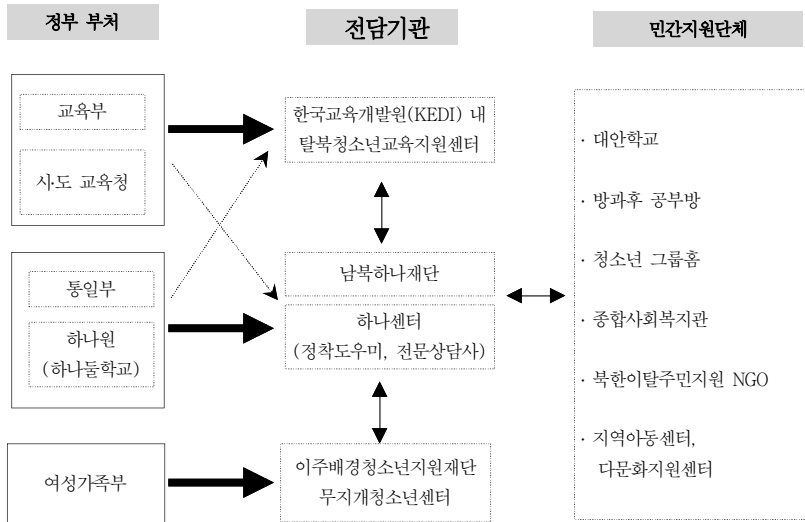 정부 부처
전담기관
민간지원단체
교육부
시·도 교육청
통일부
하나원
(하나둘학교)
여성가족부
한국교육개발원(KEDI) 내
탈북청소년교육지원센터
남북하나재단
하나센터
(정착도우미, 전문상담사)
이주배경청소년지원재단
무지개청소년센터
· 대안학교
· 방과후 공부방
· 청소년 그룹홈
· 종합사회복지관
· 북한이탈주민지원 NGO
· 지역아동센터,
다문화지원센터